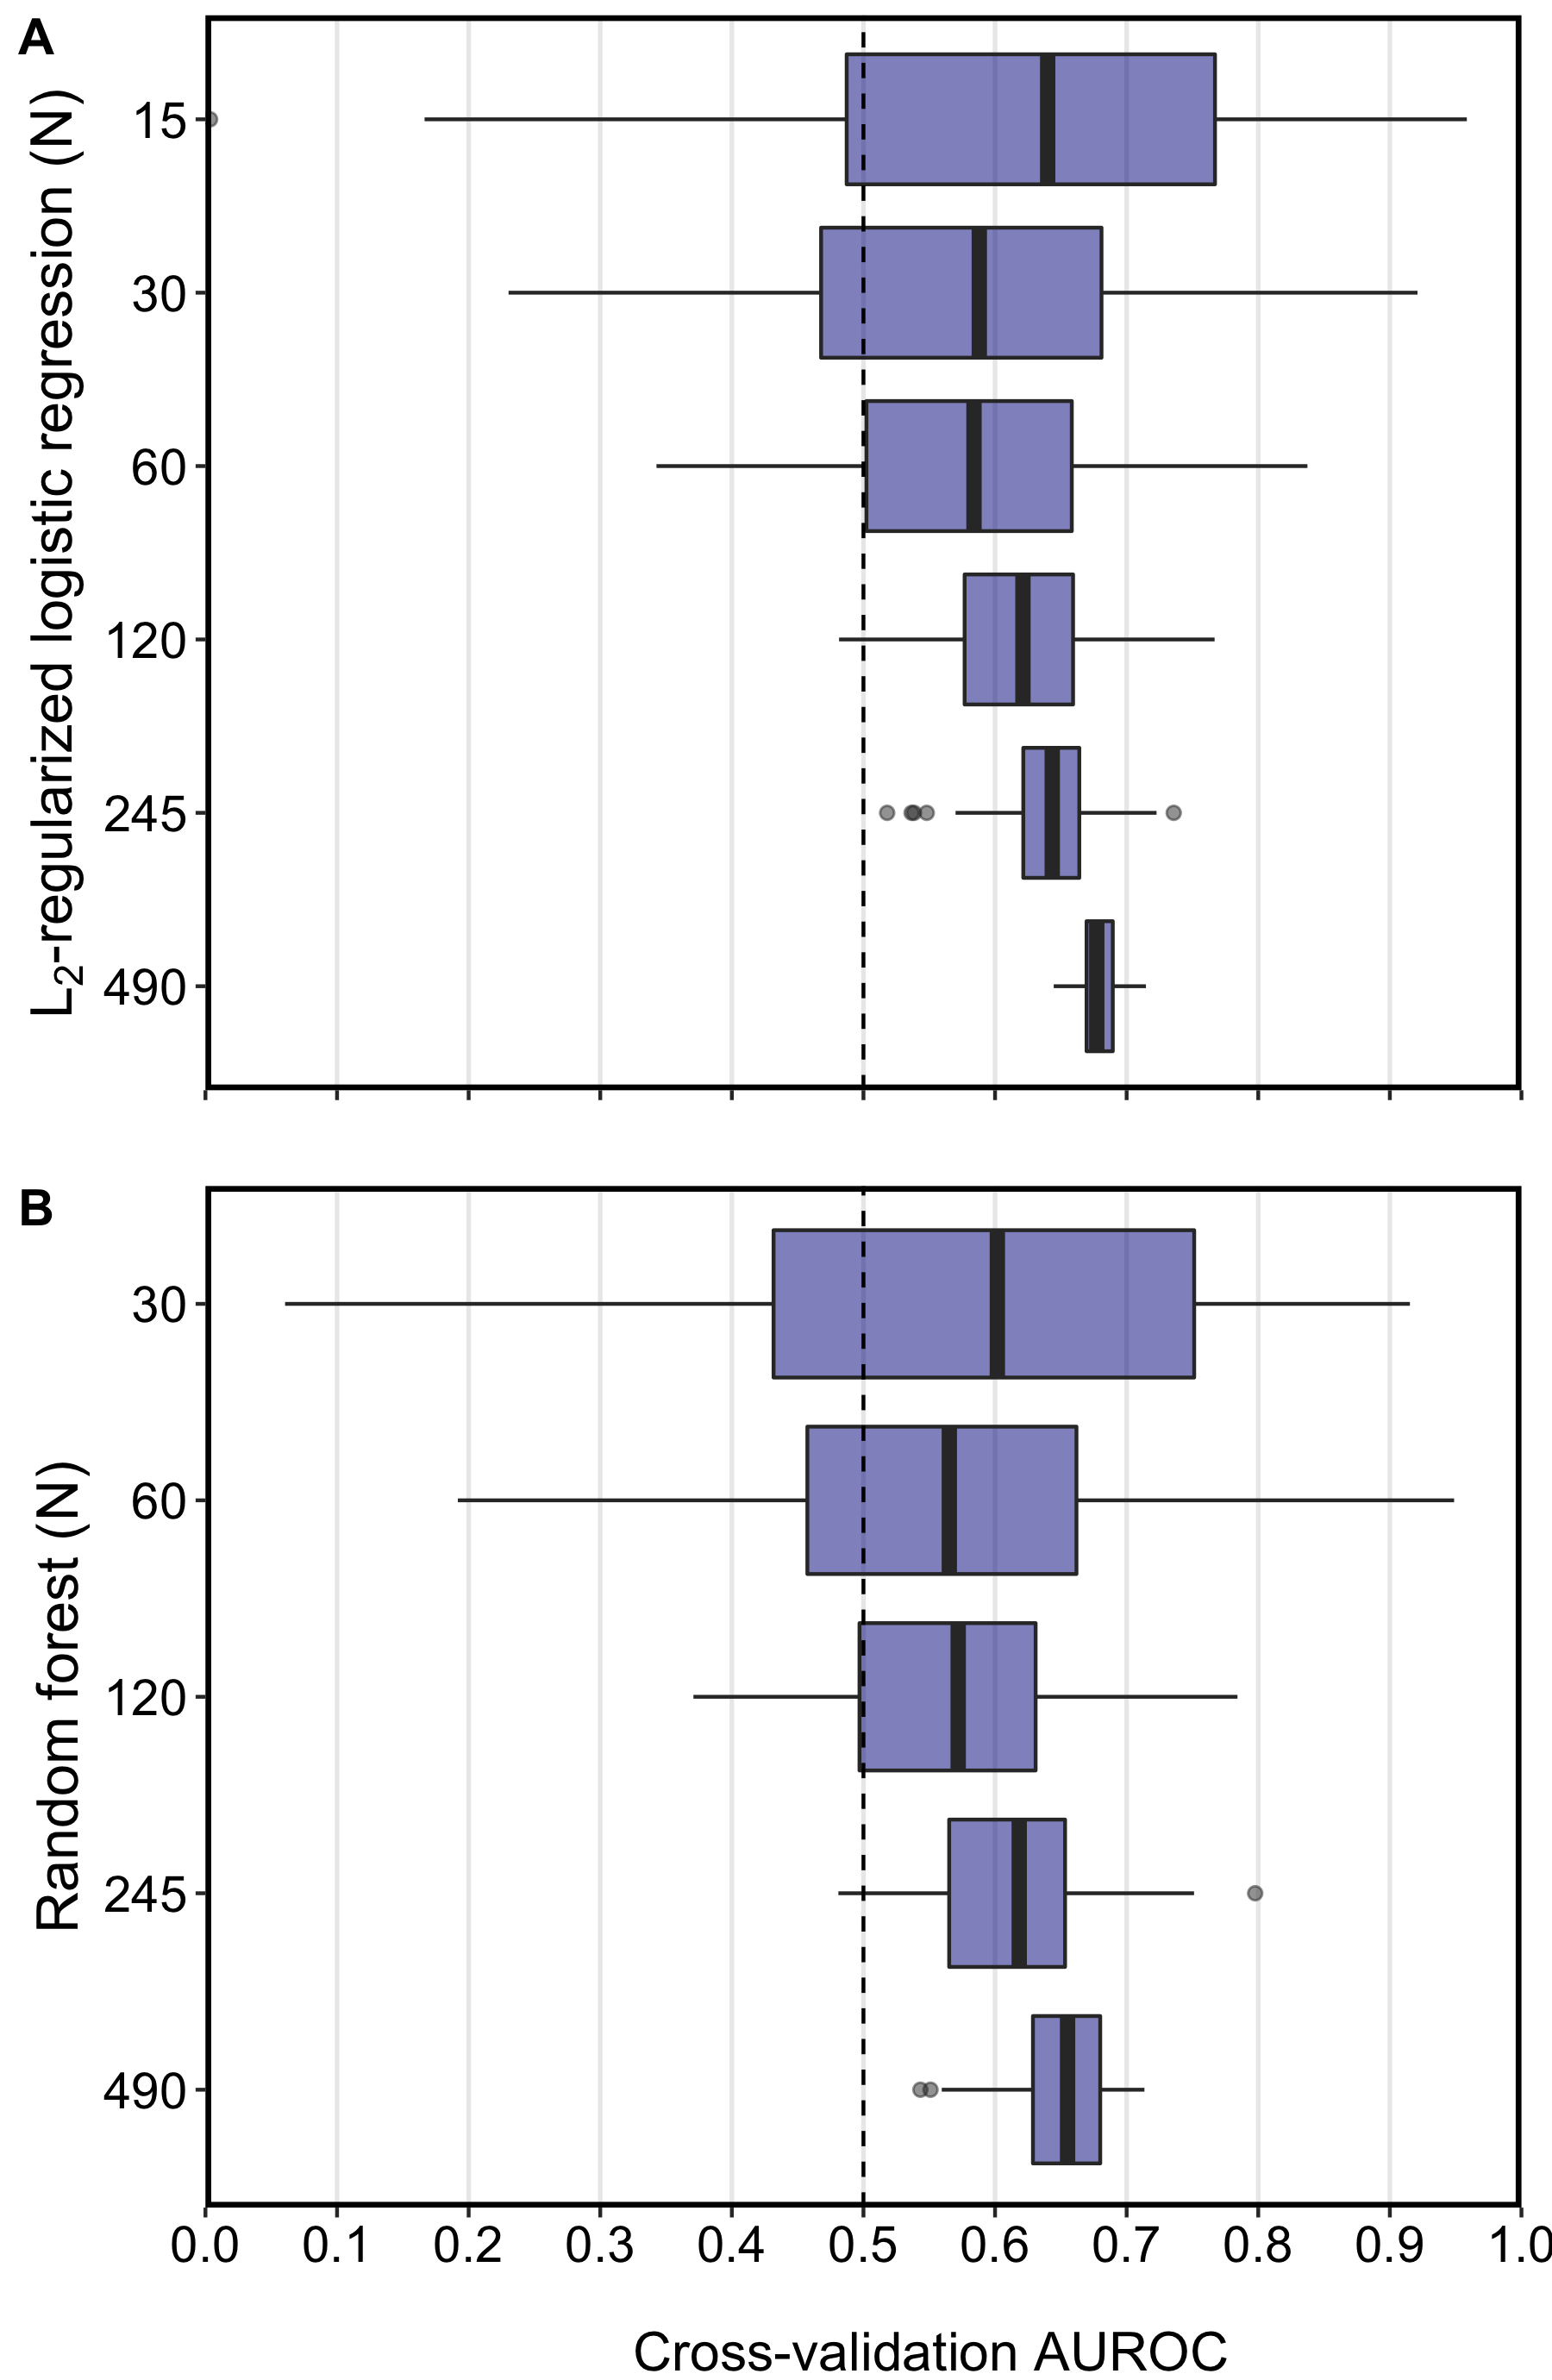 A
L2-regularized logistic regression (N)
15
30
60
120
245
490
B
Random forest (N)
30
60
120
245
490
0.0 0.1 0.2 0.3 0.4 0.5 0.6 0.7 0.8 0.9 1.0
Cross-validation AUROC